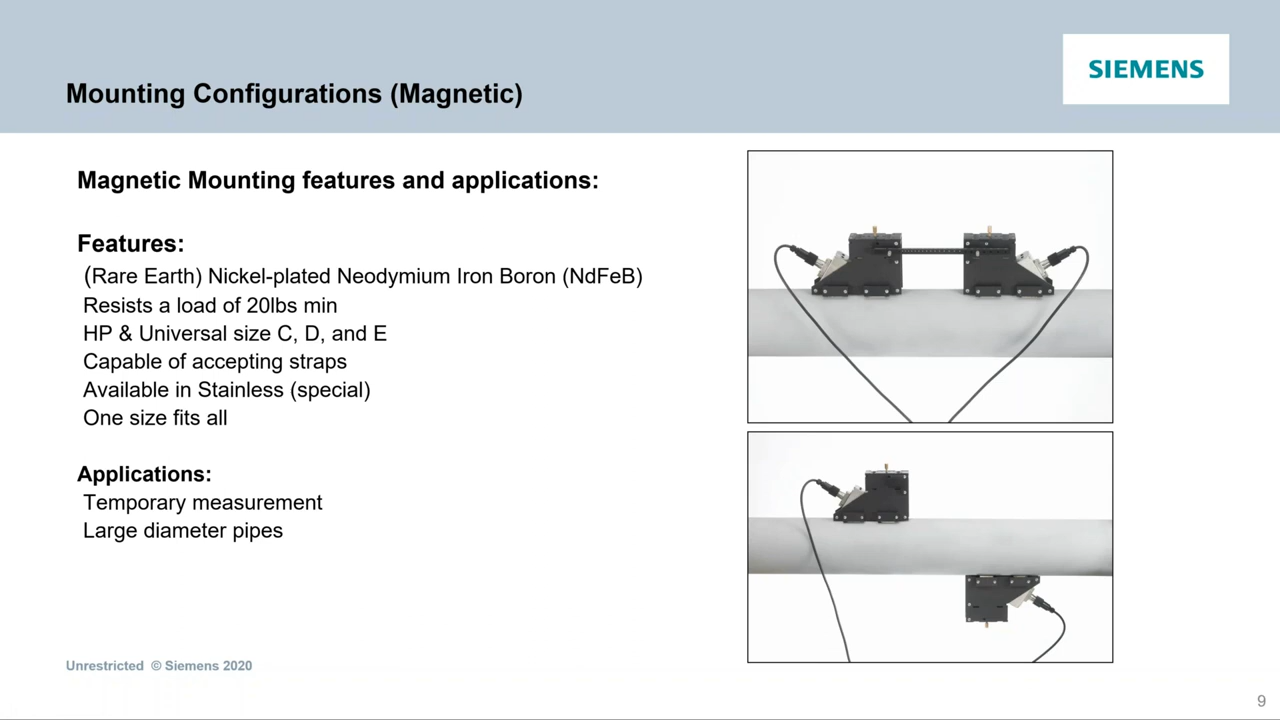 SIEMENS
Mounting Configurations (Magnetic)
Magnetic Mounting features and applications:
Features:
(Rare Earth) Nickel-plated Neodymium Iron Boron (NdFeB)
Resists a load of 20lbs min
HP & Universal size C, D, and E
Capable of accepting straps
Available in Stainless (special)
One size fits all
Applications:
Temporary measurement
Large diameter pipes
Unrestricted © Siemens 2020
9